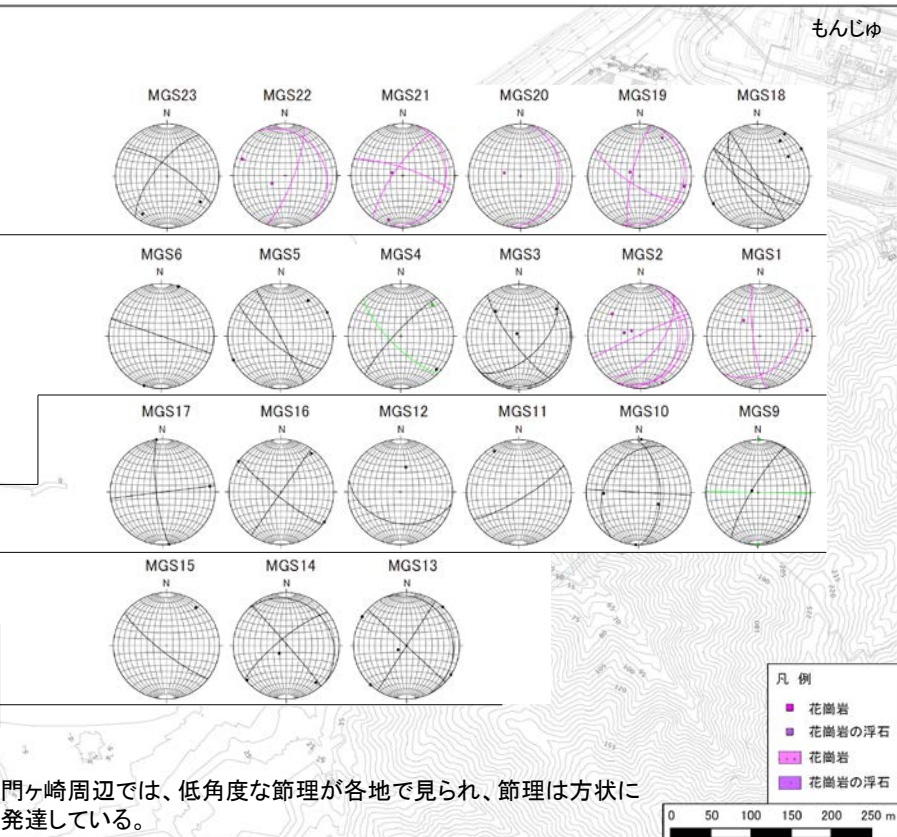 もんじゅ
MGS23 MGS22 MGS21 MGS20 MGS19 MGS18
N N N N N N
MGS6 MGS5 MGS4 MGS3 MGS2 MGS1
N N N N N N
MGS17 MGS16 MGS12 MGS11 MGS10 MGS9
N N N N N N
MGS15 MGS14 MGS13
N N N
凡 例
花崗岩
花崗岩の浮石
花崗岩
花崗岩の浮石
門ヶ崎周辺では、低角度な節理が各地で見られ、節理は方状に
発達している。
0 50 100 150 200 250 m